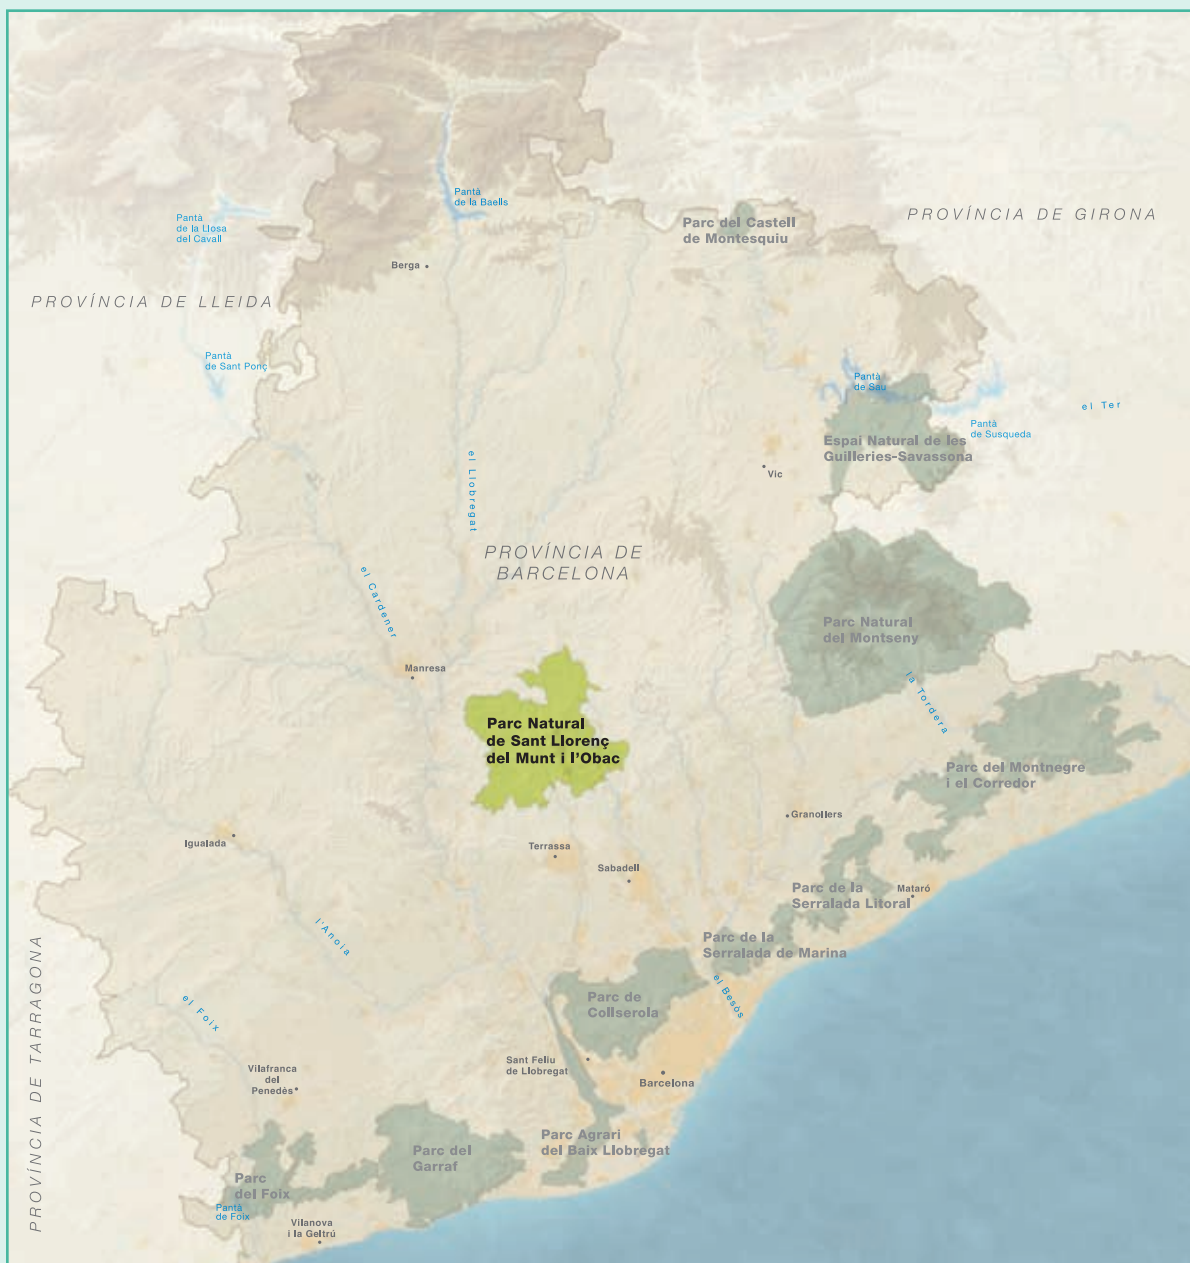 Pantà
de la Baells
Pantà
de la Llosa
del Cavall
Parc del Castell
de Montesquiu
PROVÍNCIA DE GIRONA
Berga
PROVÍNCIA DE LLEIDA
Pantà
de Sant Ponç
Pantà
de Sau
el Ter
Pantà
de Susqueda
Espai Natural de les
Guilleries-Savassona
Vic
el Llobregat
PROVÍNCIA DE
BARCELONA
el Cardener
Parc Natural
del Montseny
Manresa
la Tordera
Parc Natural
de Sant Llorenç
del Munt i l'Obac
Parc del Montnegre
i el Corredor
Granollers
Igualada
Terrassa
Sabadell
Parc de la
Serralada Litoral
Mataró
l'Anoia
Parc de la
Serralada de Marina
PROVÍNCIA DE TARRAGONA
el Foix
Parc de
Collserola
el Besòs
Sant Feliu
de Llobregat
Vilafranca
del
Penedès
Barcelona
Parc Agrari
del Baix Llobregat
Parc del
Garraf
Parc
del Foix
Pantà
de Foix
Vilanova
i la Geltrú